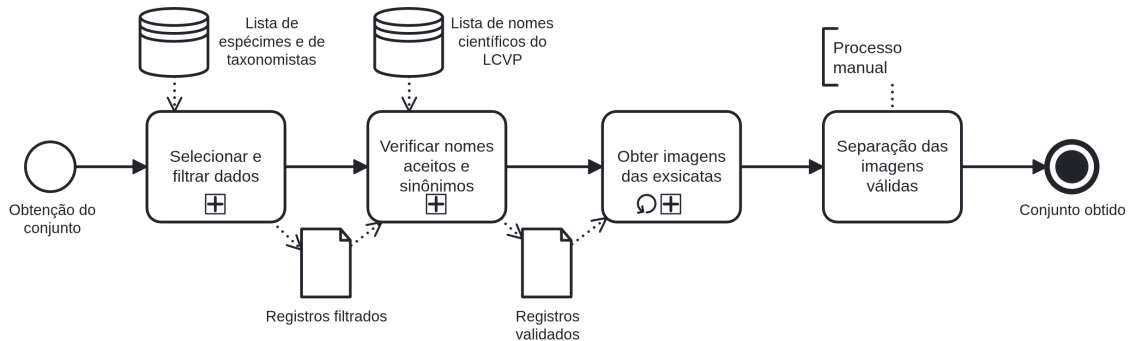 Lista de
espécimes e de
taxonomistas
Lista de nomes
científicos do
LCVP
Processo
manual
Obtenção do
conjunto
Selecionar e
filtrar dados
Verificar nomes
aceitos e
sinônimos
Obter imagens
das exsicatas
Separação das
imagens
válidas
Conjunto obtido
Registros filtrados
Registros
validados